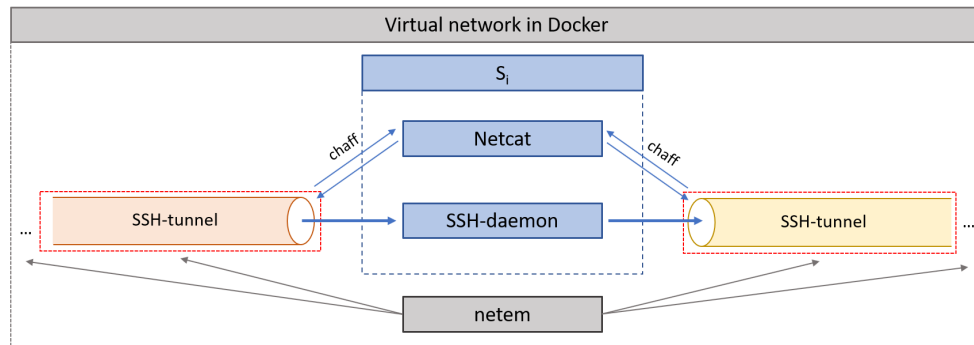 Virtual network in Docker
Si
chaff
Netcat
chaff
...
SSH-tunnel
SSH-daemon
SSH-tunnel
...
netem